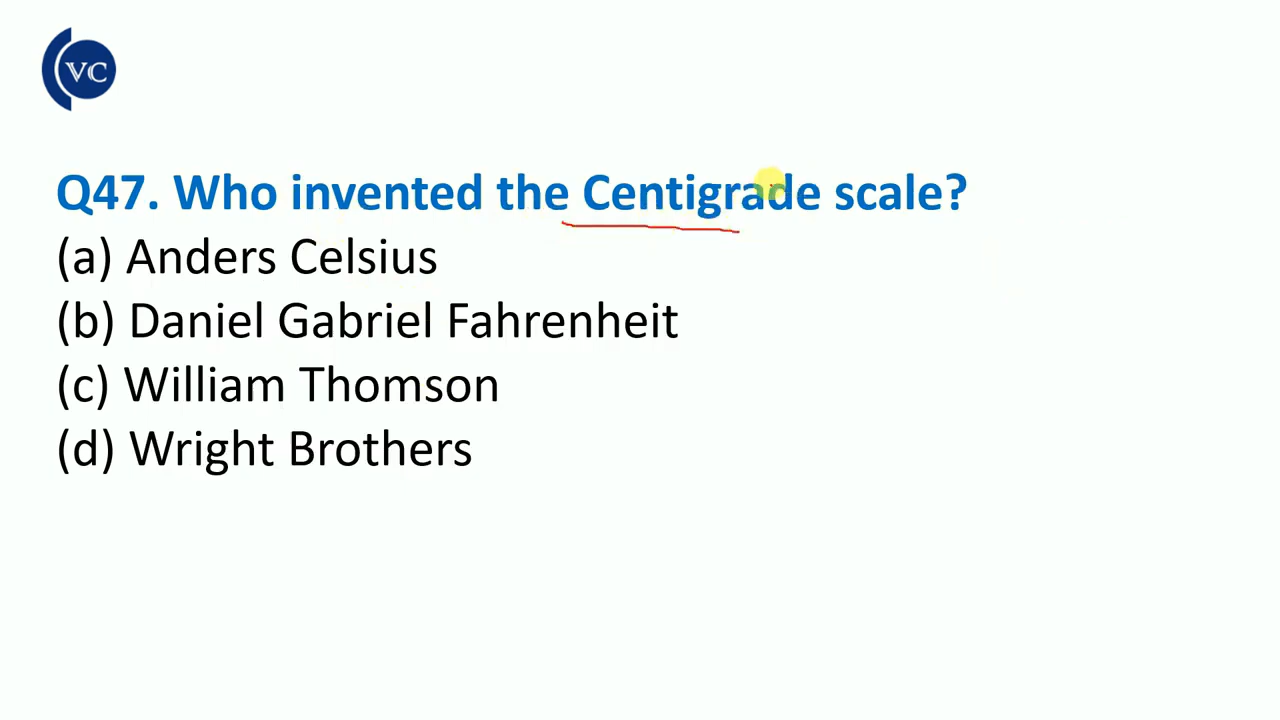 VC
Q47. Who invented the Centigrade scale?
(a) Anders Celsius
(b) Daniel Gabriel Fahrenheit
(c) William Thomson
(d) Wright Brothers